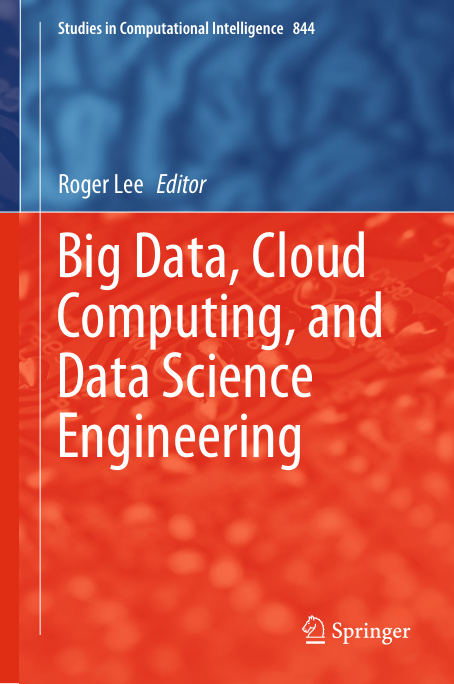 Studies in Computational Intelligence 844
Roger Lee Editor
Big Data, Cloud
Computing, and
Data Science
Engineering
Springer